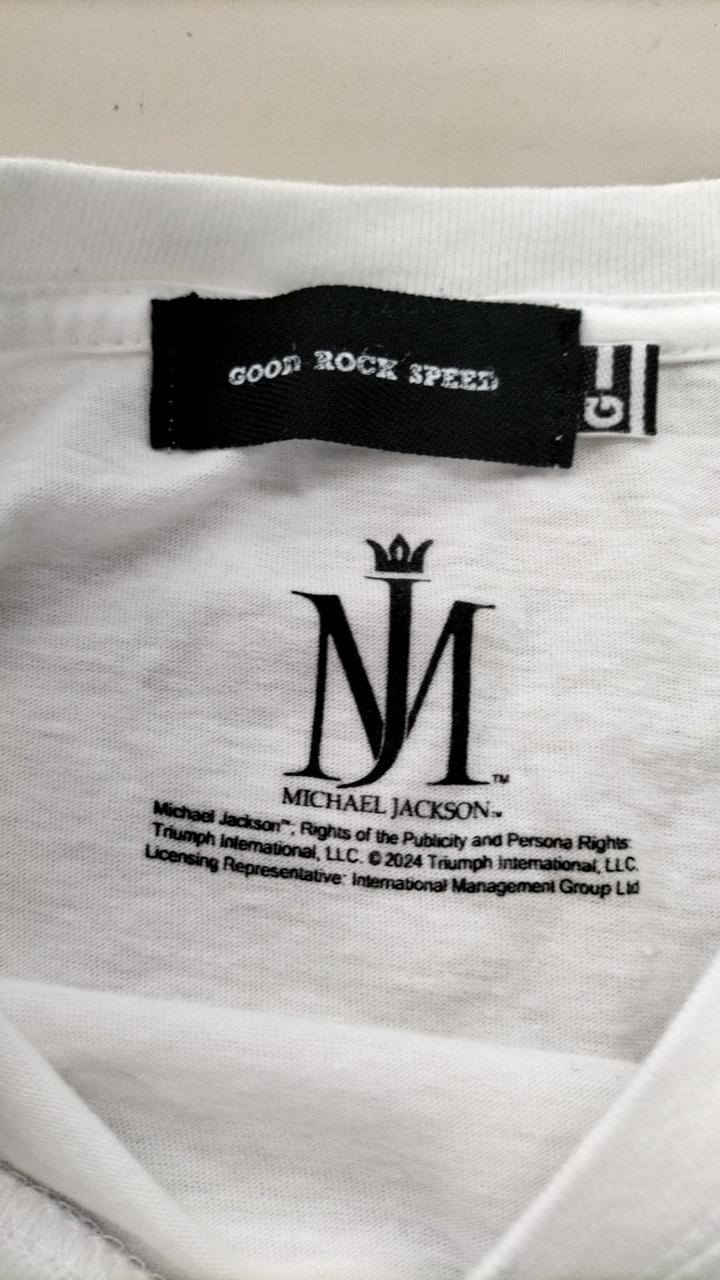 GOOD ROCK SPEED
G
MJ™
MICHAEL JACKSON™
Michael Jackson™; Rights of the Publicity and Persona Rights:
Triumph International, LLC. © 2024 Triumph International, LLC.
Licensing Representative: International Management Group Ltd